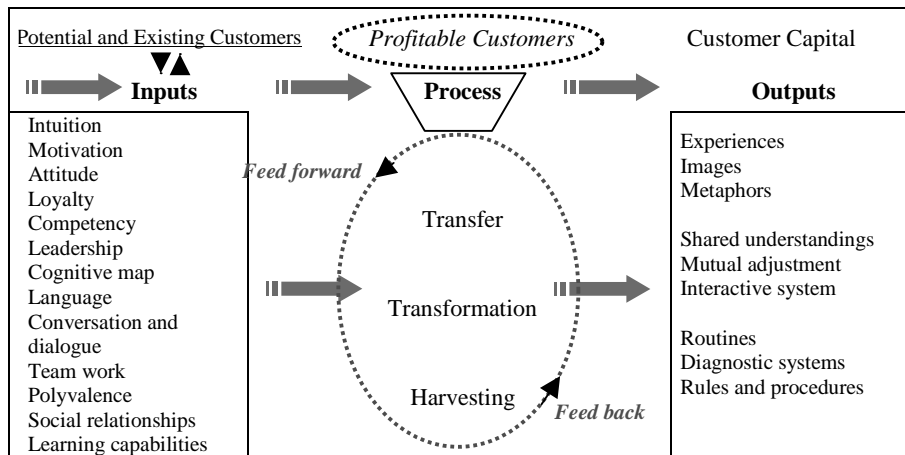 Potential and Existing Customers
Profitable Customers
Customer Capital
Inputs
Process
Outputs
Intuition
Motivation
Attitude
Loyalty
Competency
Leadership
Cognitive map
Language
Conversation and
dialogue
Team work
Polyvalence
Social relationships
Learning capabilities
Feed forward
Transfer
Transformation
Harvesting
Feed back
Experiences
Images
Metaphors
Shared understandings
Mutual adjustment
Interactive system
Routines
Diagnostic systems
Rules and procedures